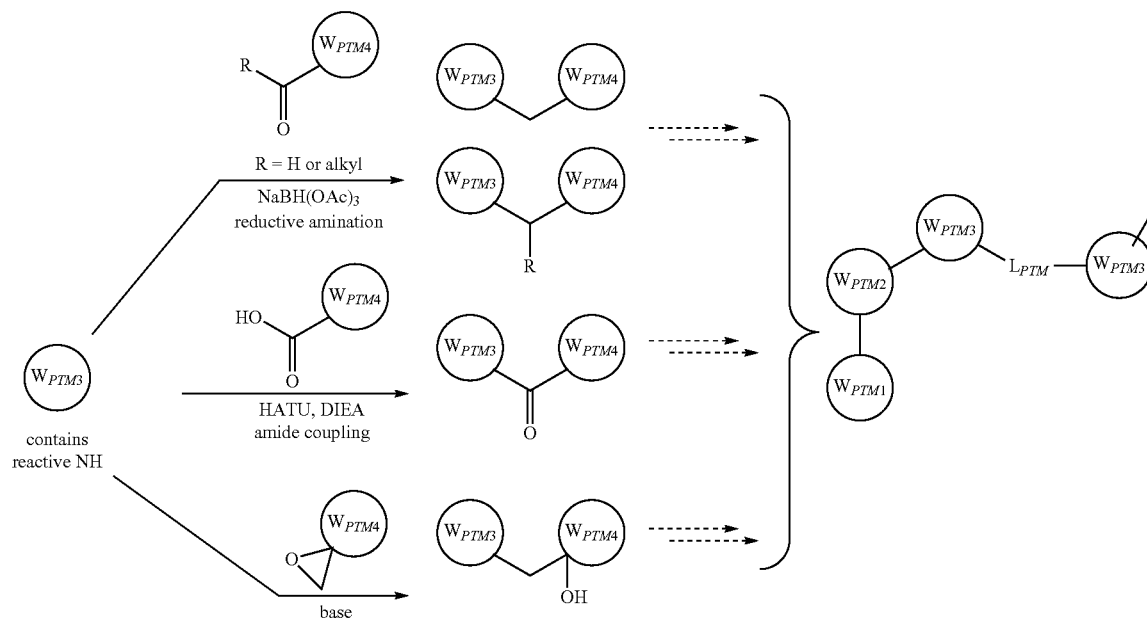 W_PTM4
R
O
R = H or alkyl
NaBH(OAc)3
reductive amination
W_PTM3 W_PTM4
W_PTM3 W_PTM4
R
W_PTM4
HO
O
HATU, DIEA
amide coupling
W_PTM3 W_PTM4
O
W_PTM3
contains
reactive NH
W_PTM4
O
base
W_PTM3 W_PTM4
OH
W_PTM3
L_PTM
W_PTM3
W_PTM2
W_PTM1